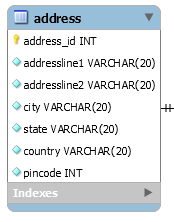 address
address_id INT
addressline1 VARCHAR(20)
addressline2 VARCHAR(20)
city VARCHAR(20)
state VARCHAR(20)
country VARCHAR(20)
pincode INT
Indexes